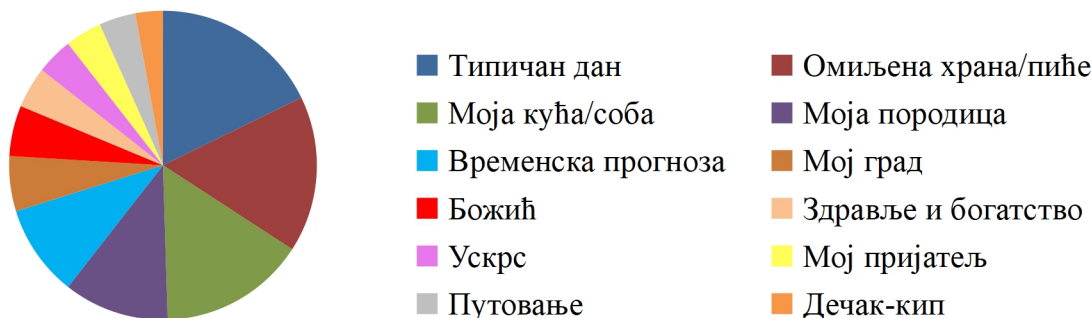 Типичан дан
Омиљена храна/пиће
Моја кућа/соба
Моја породица
Временска прогноза
Мој град
Божић
Здравље и богатство
Ускрс
Мој пријатељ
Путовање
Дечак-кип